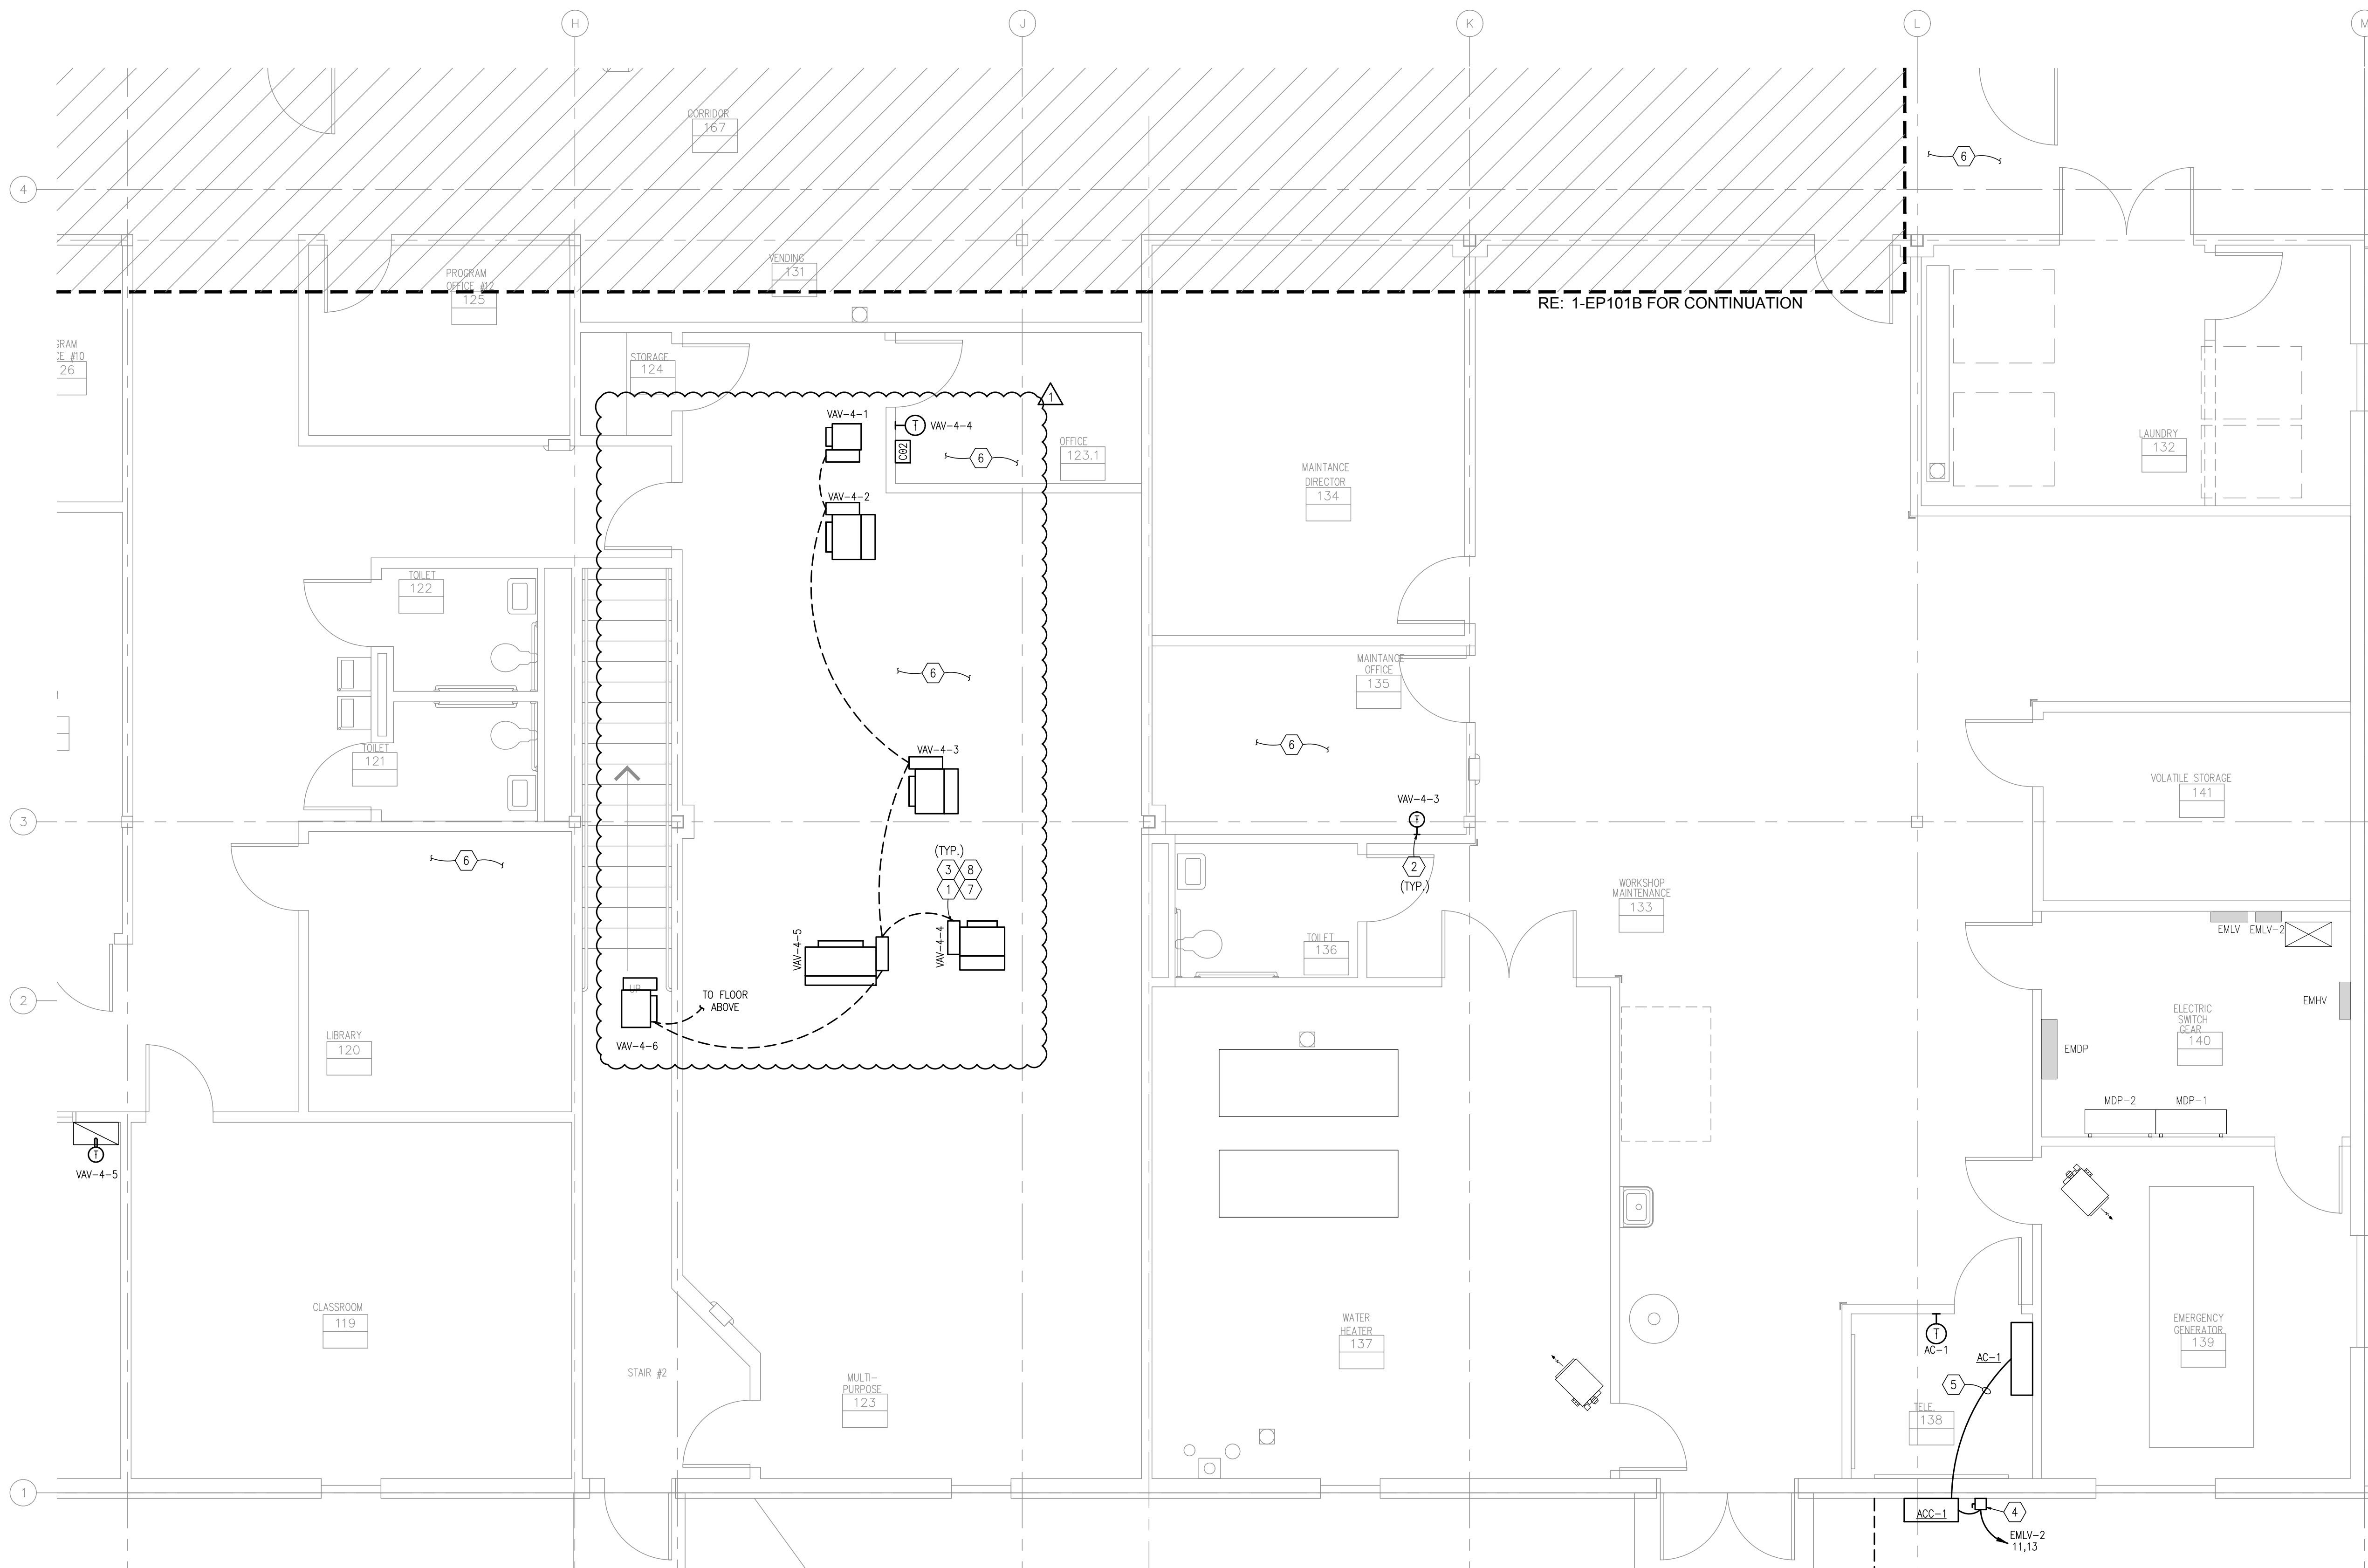 H
J
K
L
M
CORRIDOR
167
6
4
VENDING
131
PROGRAM
OFFICE #12
125
RE: 1-EP101B FOR CONTINUATION
GRAM
CE #10
26
STORAGE
124
1
VAV-4-1
VAV-4-4
T
C02
6
OFFICE
123.1
LAUNDRY
132
MAINTANCE
DIRECTOR
134
VAV-4-2
TOILET
122
6
MAINTANCE
OFFICE
135
TOILET
121
VAV-4-3
6
VOLATILE STORAGE
141
VAV-4-3
T
3
6
(TYP.)
3
8
1
7
2
(TYP.)
WORKSHOP
MAINTENANCE
133
EMLV
EMLV-2
VAV-4-5
VAV-4-4
TOILET
136
UP
TO FLOOR
ABOVE
2
EMHV
ELECTRIC
SWITCH
GEAR
140
LIBRARY
120
VAV-4-6
EMDP
MDP-2
MDP-1
T
VAV-4-5
CLASSROOM
119
WATER
HEATER
137
EMERGENCY
GENERATOR
139
T
AC-1
AC-1
STAIR #2
MULTI-
PURPOSE
123
5
TELE.
138
1
ACC-1
4
EMLV-2
11,13